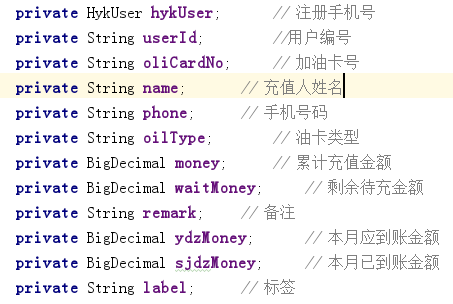 private HykUser hykUser; // 注册手机号
private String userId; //用户编号
private String oliCardNo; // 加油卡号
private String name; // 充值人姓名
private String phone; // 手机号码
private String oilType; // 油卡类型
private BigDecimal money; // 累计充值金额
private BigDecimal waitMoney; // 剩余待充金额
private String remark; // 备注
private BigDecimal ydzMoney; // 本月应到账金额
private BigDecimal sjdzMoney; // 本月已到账金额
private String label; // 标签